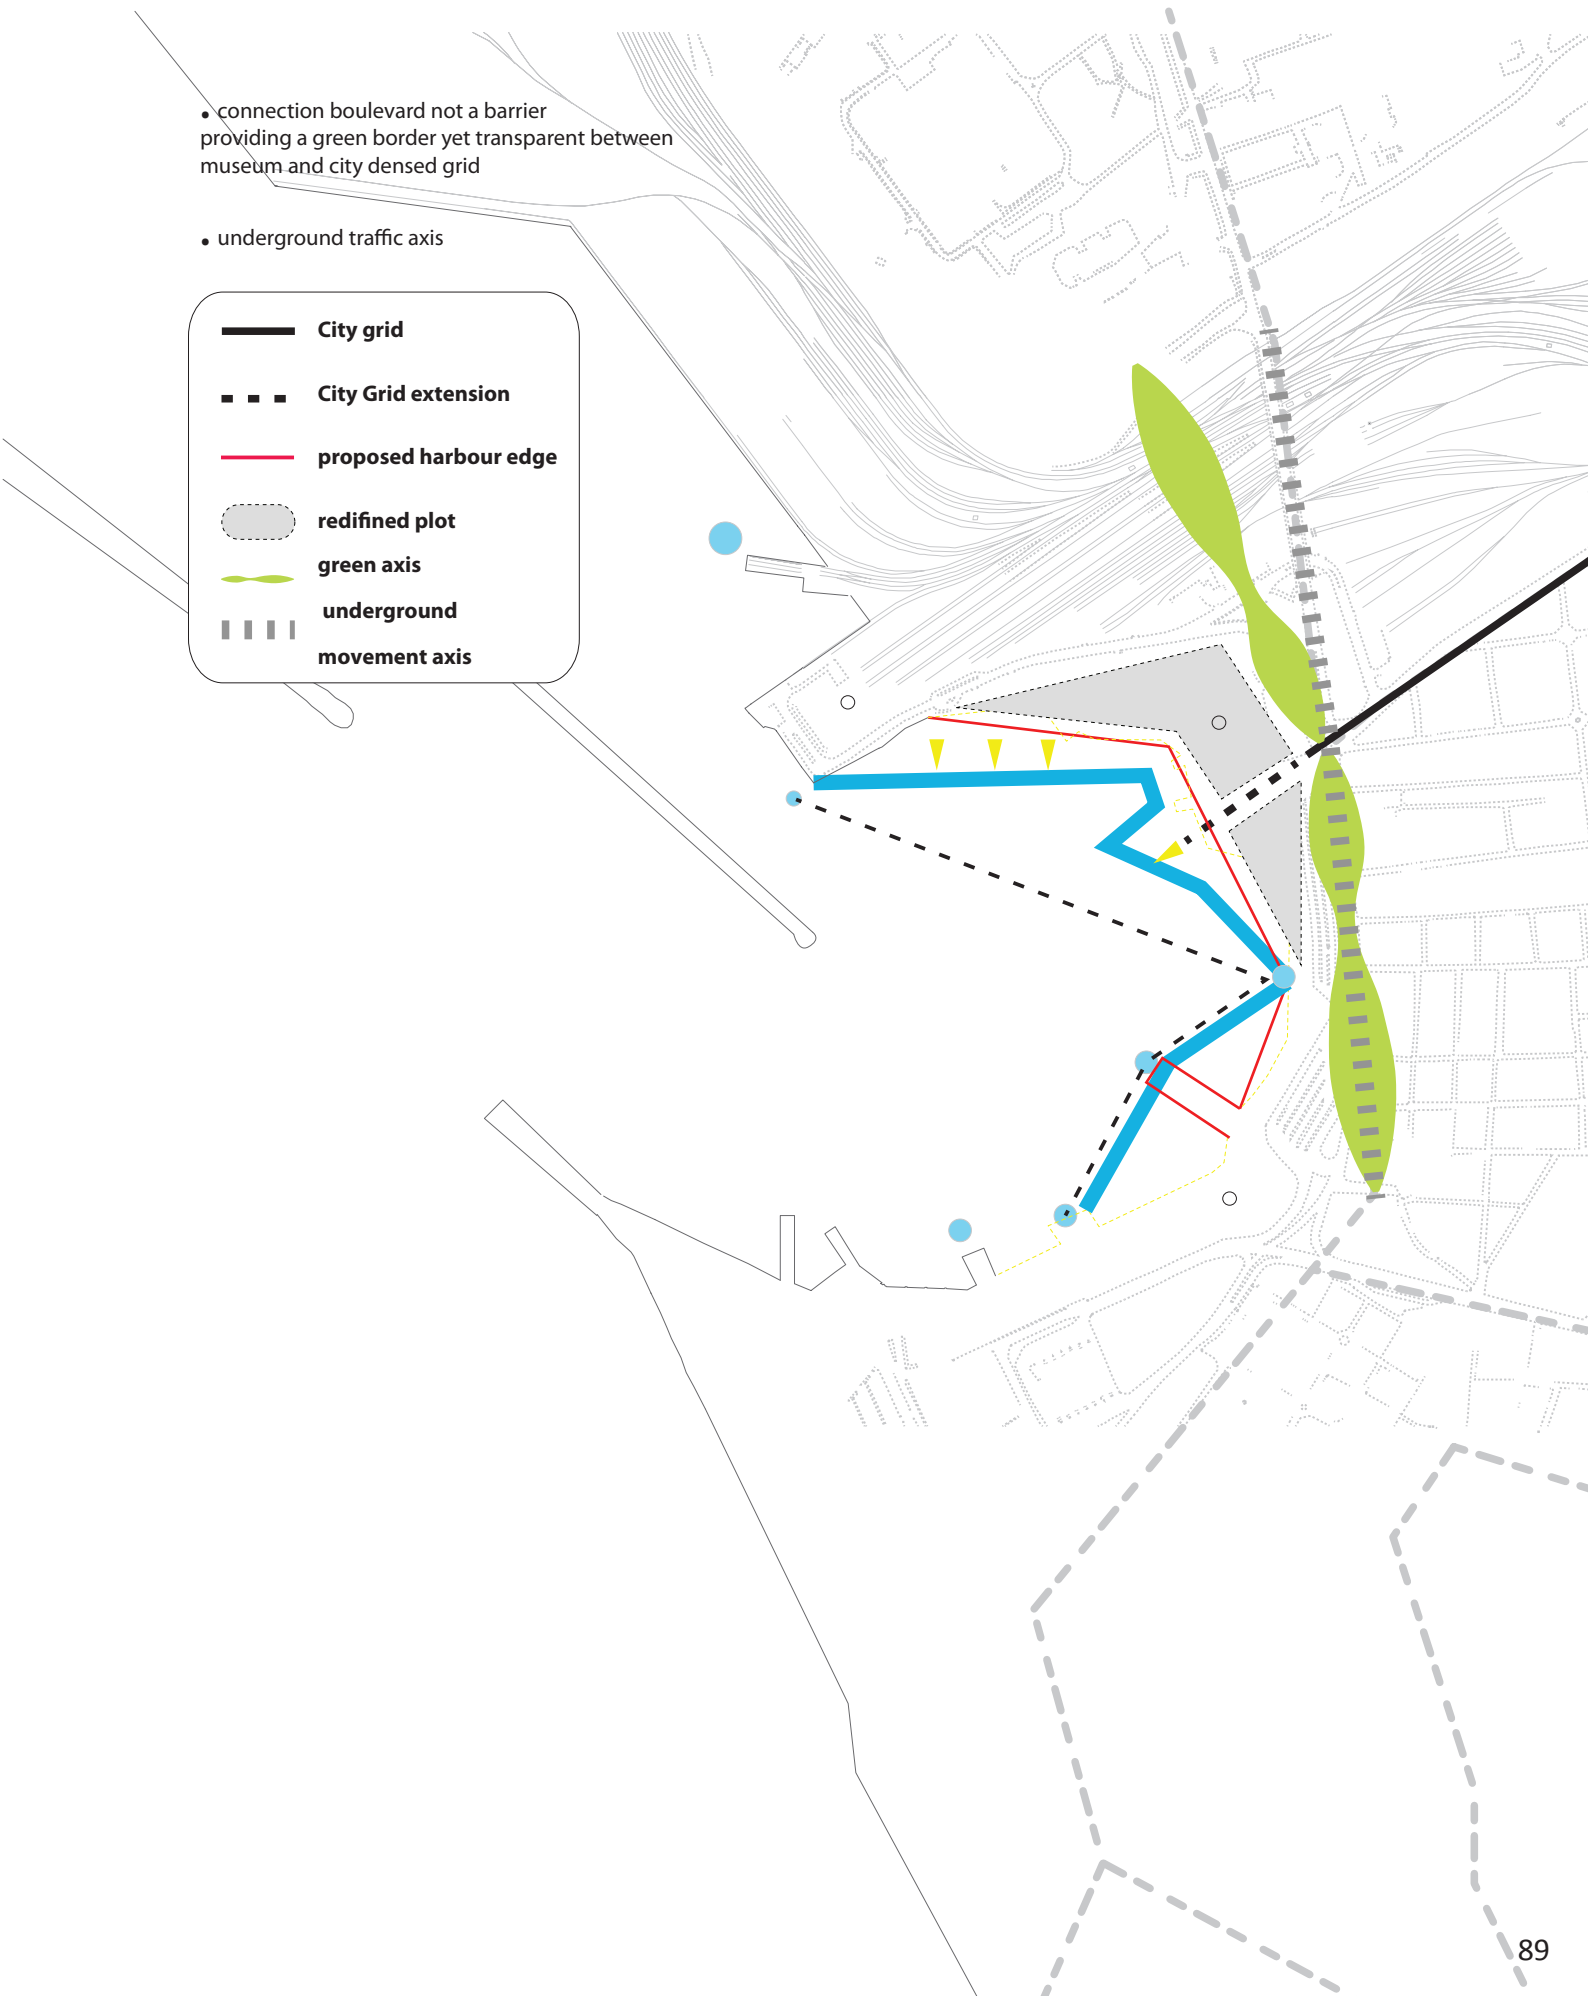 • connection boulevard not a barrier
providing a green border yet transparent between
museum and city densed grid
• underground traffic axis
City grid
City Grid extension
proposed harbour edge
redifined plot
green axis
underground
movement axis
89